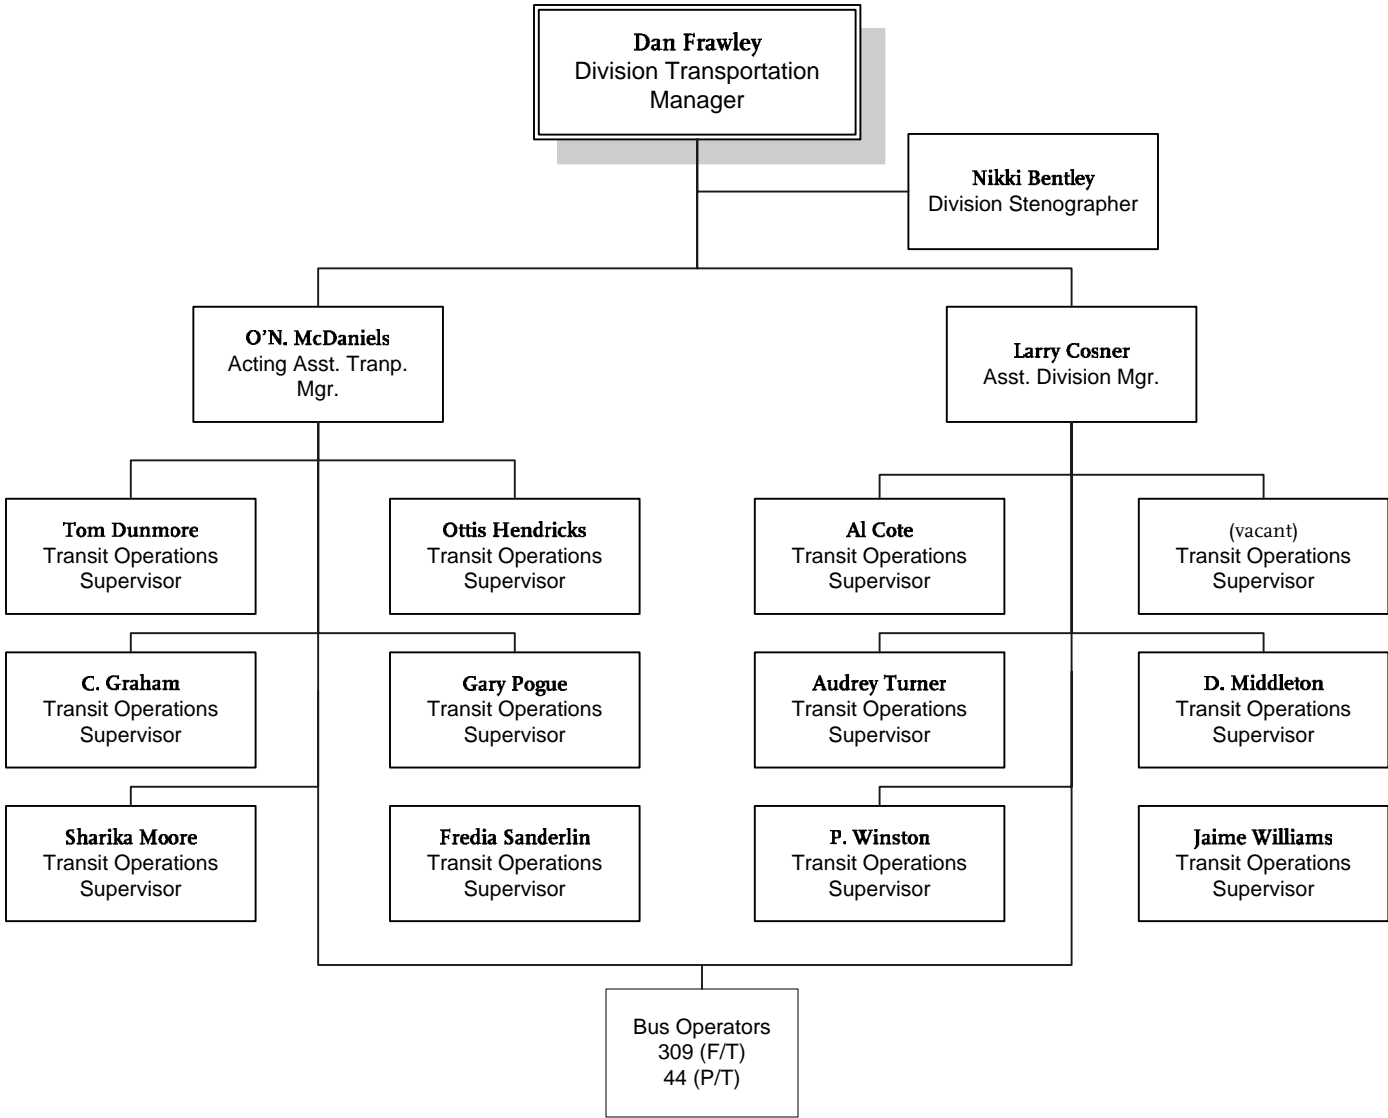 Dan Frawley
Division Transportation
Manager
Nikki Bentley
Division Stenographer
O'N. McDaniels
Acting Asst. Tranp.
Mgr.
Larry Cosner
Asst. Division Mgr.
Tom Dunmore
Transit Operations
Supervisor
Ottis Hendricks
Transit Operations
Supervisor
Al Cote
Transit Operations
Supervisor
(vacant)
Transit Operations
Supervisor
C. Graham
Transit Operations
Supervisor
Gary Pogue
Transit Operations
Supervisor
Audrey Turner
Transit Operations
Supervisor
D. Middleton
Transit Operations
Supervisor
Sharika Moore
Transit Operations
Supervisor
Fredia Sanderlin
Transit Operations
Supervisor
P. Winston
Transit Operations
Supervisor
Jaime Williams
Transit Operations
Supervisor
Bus Operators
309 (F/T)
44 (P/T)